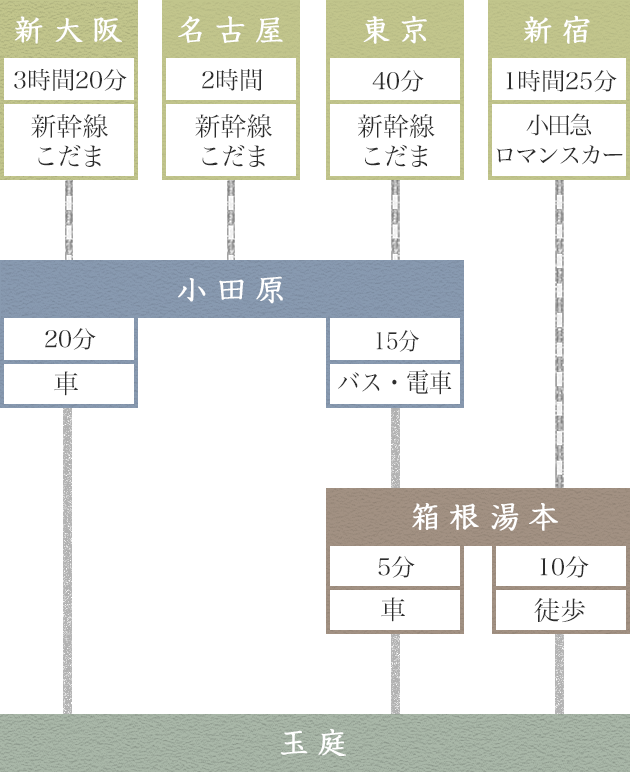 新大阪
3時間20分
新幹線
こだま
名古屋
2時間
新幹線
こだま
東京
40分
新幹線
こだま
新宿
1時間25分
小田急
ロマンスカー
小田原
20分
車
15分
バス・電車
箱根湯本
5分
車
10分
徒歩
玉庭